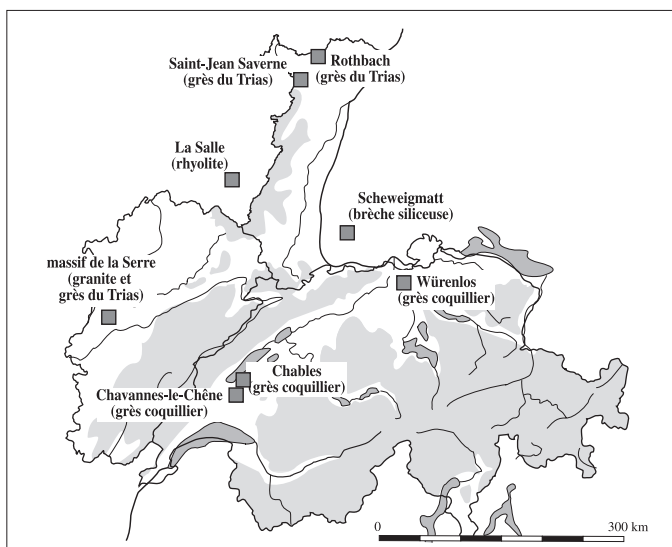 Saint-Jean Saverne
(grès du Trias)
Rothbach
(grès du Trias)
La Salle
(rhyolite)
Scheweigmatt
(brèche siliceuse)
massif de la Serre
(granite et
grès du Trias)
Würenlos
(grès coquillier)
Chables
(grès coquillier)
Chavannes-le-Chêne
(grès coquillier)
0 300 km